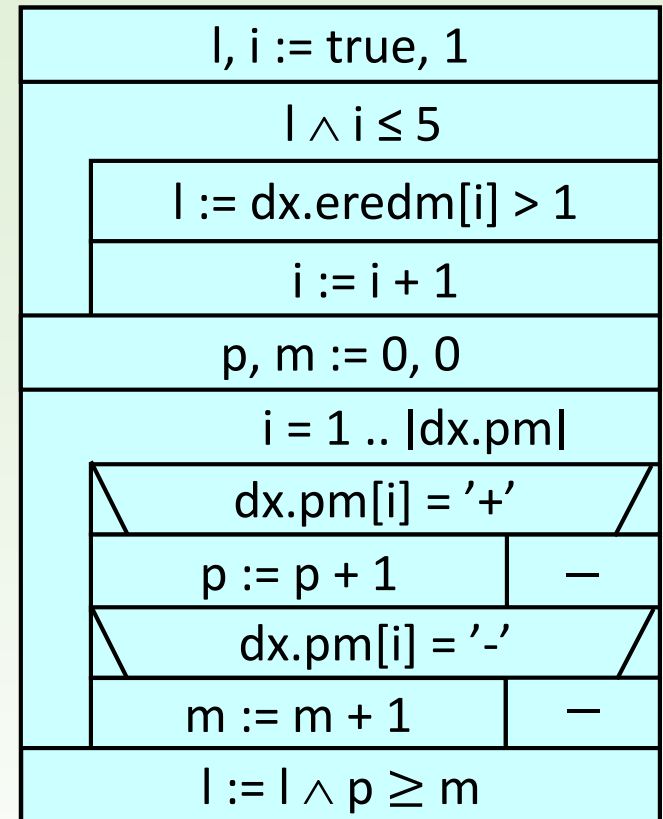 l, i := true, 1
l ∧ i ≤ 5
l := dx.eredm[i] > 1
i := i + 1
p, m := 0, 0
i = 1 .. |dx.pm|
dx.pm[i] = ’+’
p := p + 1 –
dx.pm[i] = ’-’
m := m + 1 –
l := l ∧ p ≥ m